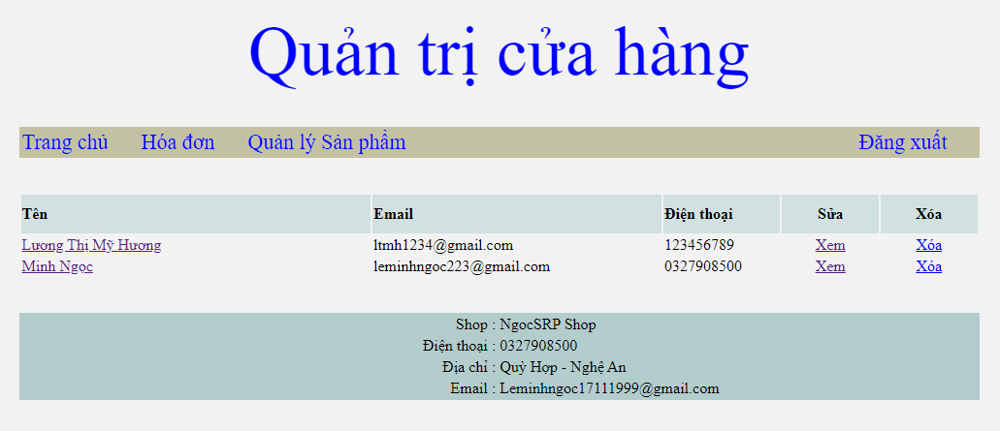 Quản trị cửa hàng
Trang chủ Hóa đơn Quản lý Sản phẩm Đăng xuất
Tên Email Điện thoại Sửa Xóa
Lương Thị Mỹ Hương ltmh1234@gmail.com 123456789 Xem Xóa
Minh Ngọc leminhngoc223@gmail.com 0327908500 Xem Xóa
Shop : NgocSRP Shop
Điện thoại : 0327908500
Địa chỉ : Quỳ Hợp - Nghệ An
Email : Leminhngoc17111999@gmail.com